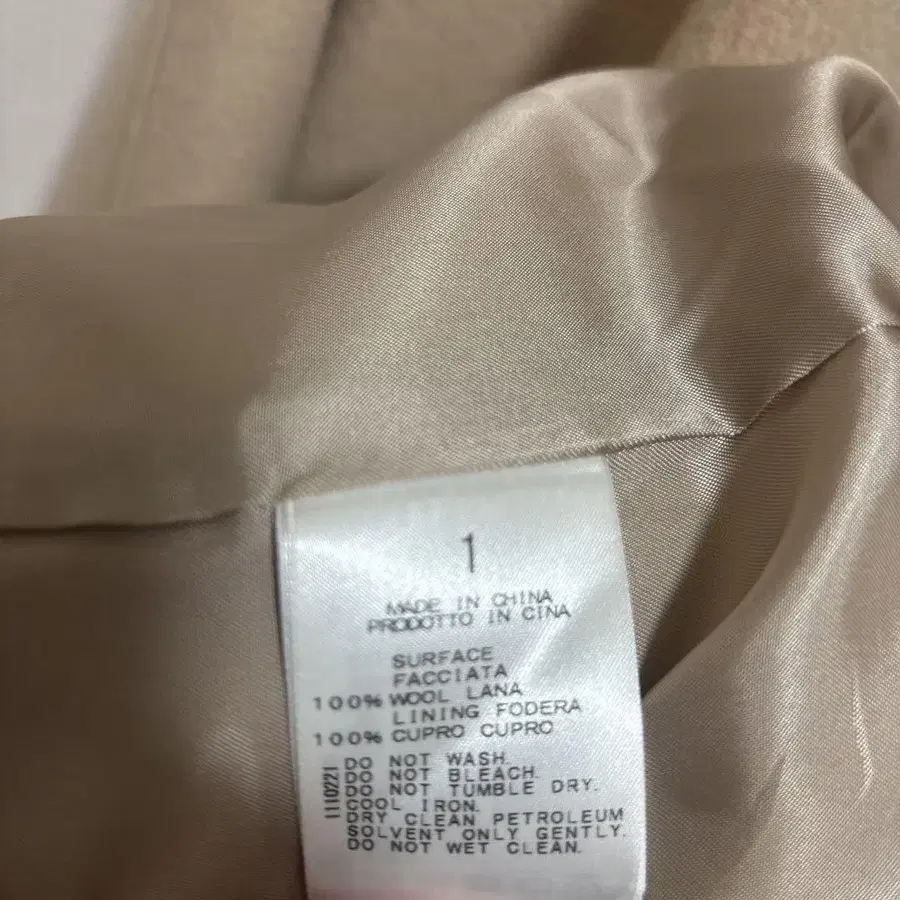 1
MADE IN CHINA
PRODOTTO IN CINA
SURFACE
FACCIATA
100% WOOL LANA
LINING FODERA
100% CUPRO CUPRO
DO NOT WASH.
DO NOT BLEACH.
DO NOT TUMBLE DRY.
COOL IRON.
DRY CLEAN PETROLEUM
SOLVENT ONLY GENTLY.
DO NOT WET CLEAN.
1110221